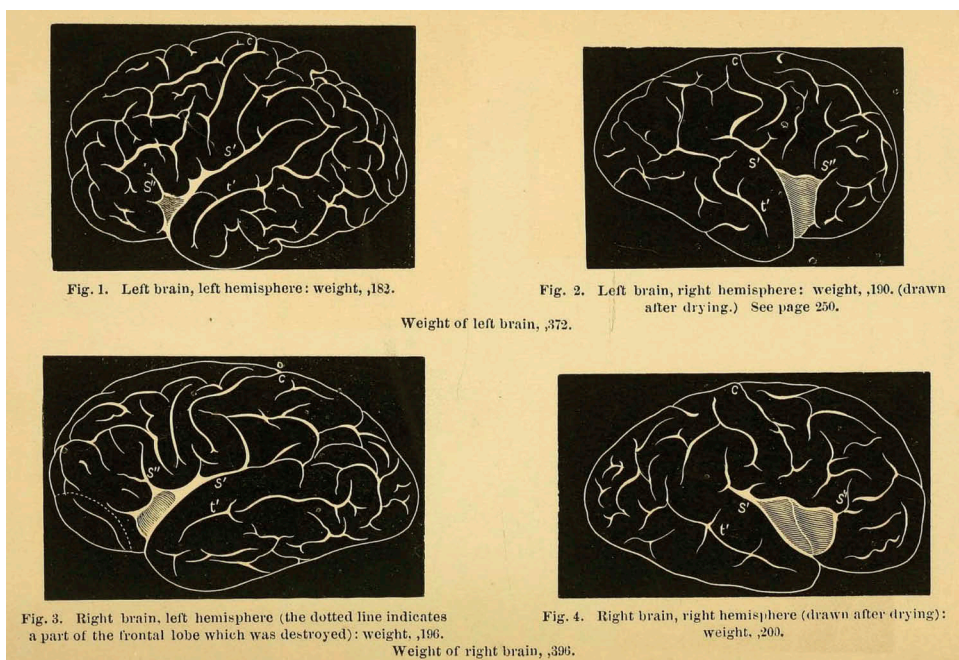 C
S'
S''
t'
C
S'
S''
t'
Fig. 1. Left brain, left hemisphere: weight, ,182.
Fig. 2. Left brain, right hemisphere: weight, ,190. (drawn
after drying.) See page 250.
Weight of left brain, ,372.
C
S''
S'
t'
C
S'
S''
t'
Fig. 3. Right brain, left hemisphere (the dotted line indicates
a part of the frontal lobe which was destroyed): weight, ,196.
Fig. 4. Right brain, right hemisphere (drawn after drying):
weight, ,200.
Weight of right brain, ,396.